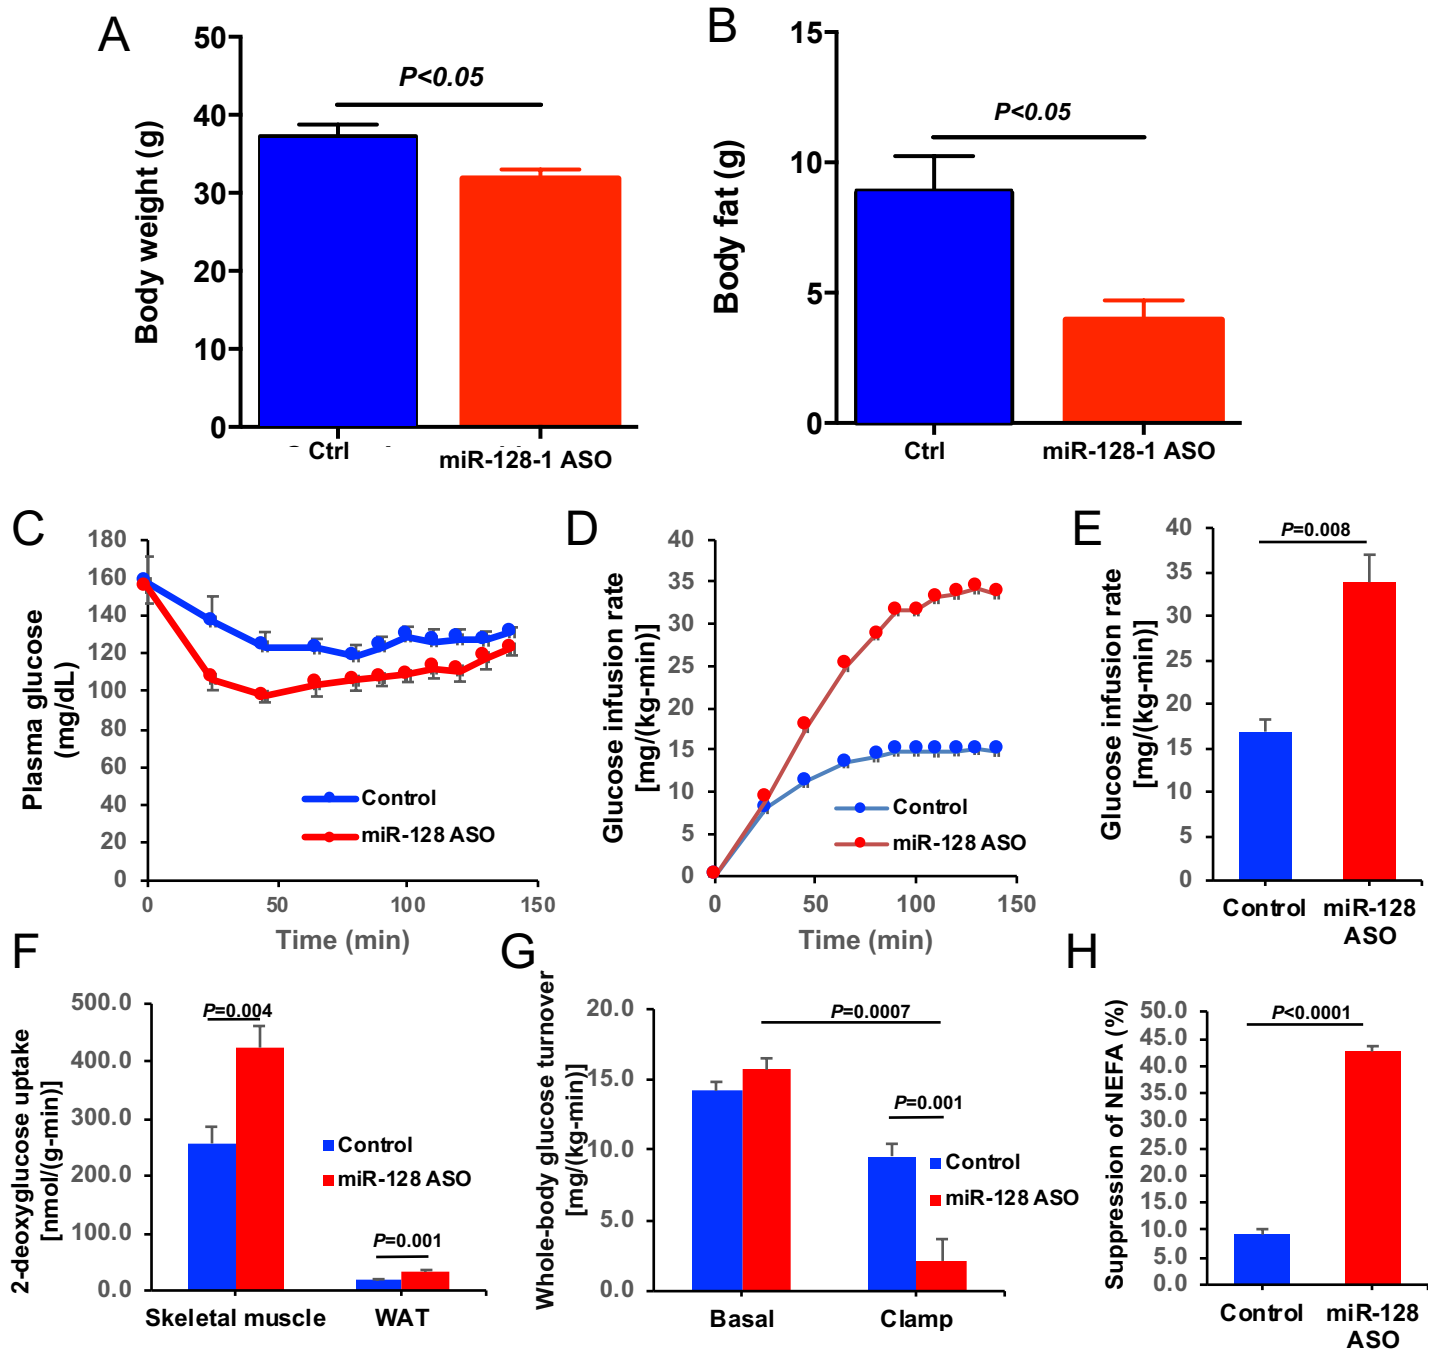 A
50
40
30
20
10
0
Body weight (g)
P<0.05
Ctrl
miR-128-1 ASO
B
15
10
5
0
Body fat (g)
P<0.05
Ctrl
miR-128-1 ASO
C
180
160
140
120
100
80
60
40
20
0
Plasma glucose
(mg/dL)
Control
miR-128 ASO
0 50 100 150
Time (min)
D
40
35
30
25
20
15
10
5
0
Glucose infusion rate
[mg/(kg-min)]
Control
miR-128 ASO
0 50 100 150
Time (min)
E
40
35
30
25
20
15
10
5
0
Glucose infusion rate
[mg/(kg-min)]
P=0.008
Control miR-128
ASO
F
500.0
400.0
300.0
200.0
100.0
0.0
2-deoxyglucose uptake
[nmol/(g-min)]
P=0.004
P=0.001
Control
miR-128 ASO
Skeletal muscle WAT
G
20.0
15.0
10.0
5.0
0.0
Whole-body glucose turnover
[mg/(kg-min)]
P=0.0007
P=0.001
Control
miR-128 ASO
Basal Clamp
H
50.0
45.0
40.0
35.0
30.0
25.0
20.0
15.0
10.0
5.0
0.0
Suppression of NEFA (%)
P<0.0001
Control miR-128
ASO